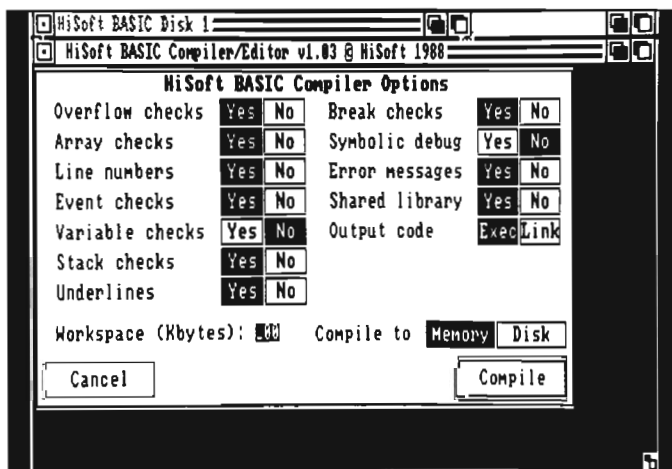 HiSoft BASIC Disk 1
HiSoft BASIC Compiler/Editor v1.03 @ HiSoft 1988
HiSoft BASIC Compiler Options
Overflow checks Yes No Break checks Yes No
Array checks Yes No Symbolic debug Yes No
Line numbers Yes No Error messages Yes No
Event checks Yes No Shared library Yes No
Variable checks Yes No Output code Exec Link
Stack checks Yes No
Underlines Yes No
Workspace (Kbytes): Compile to Memory Disk
Cancel Compile